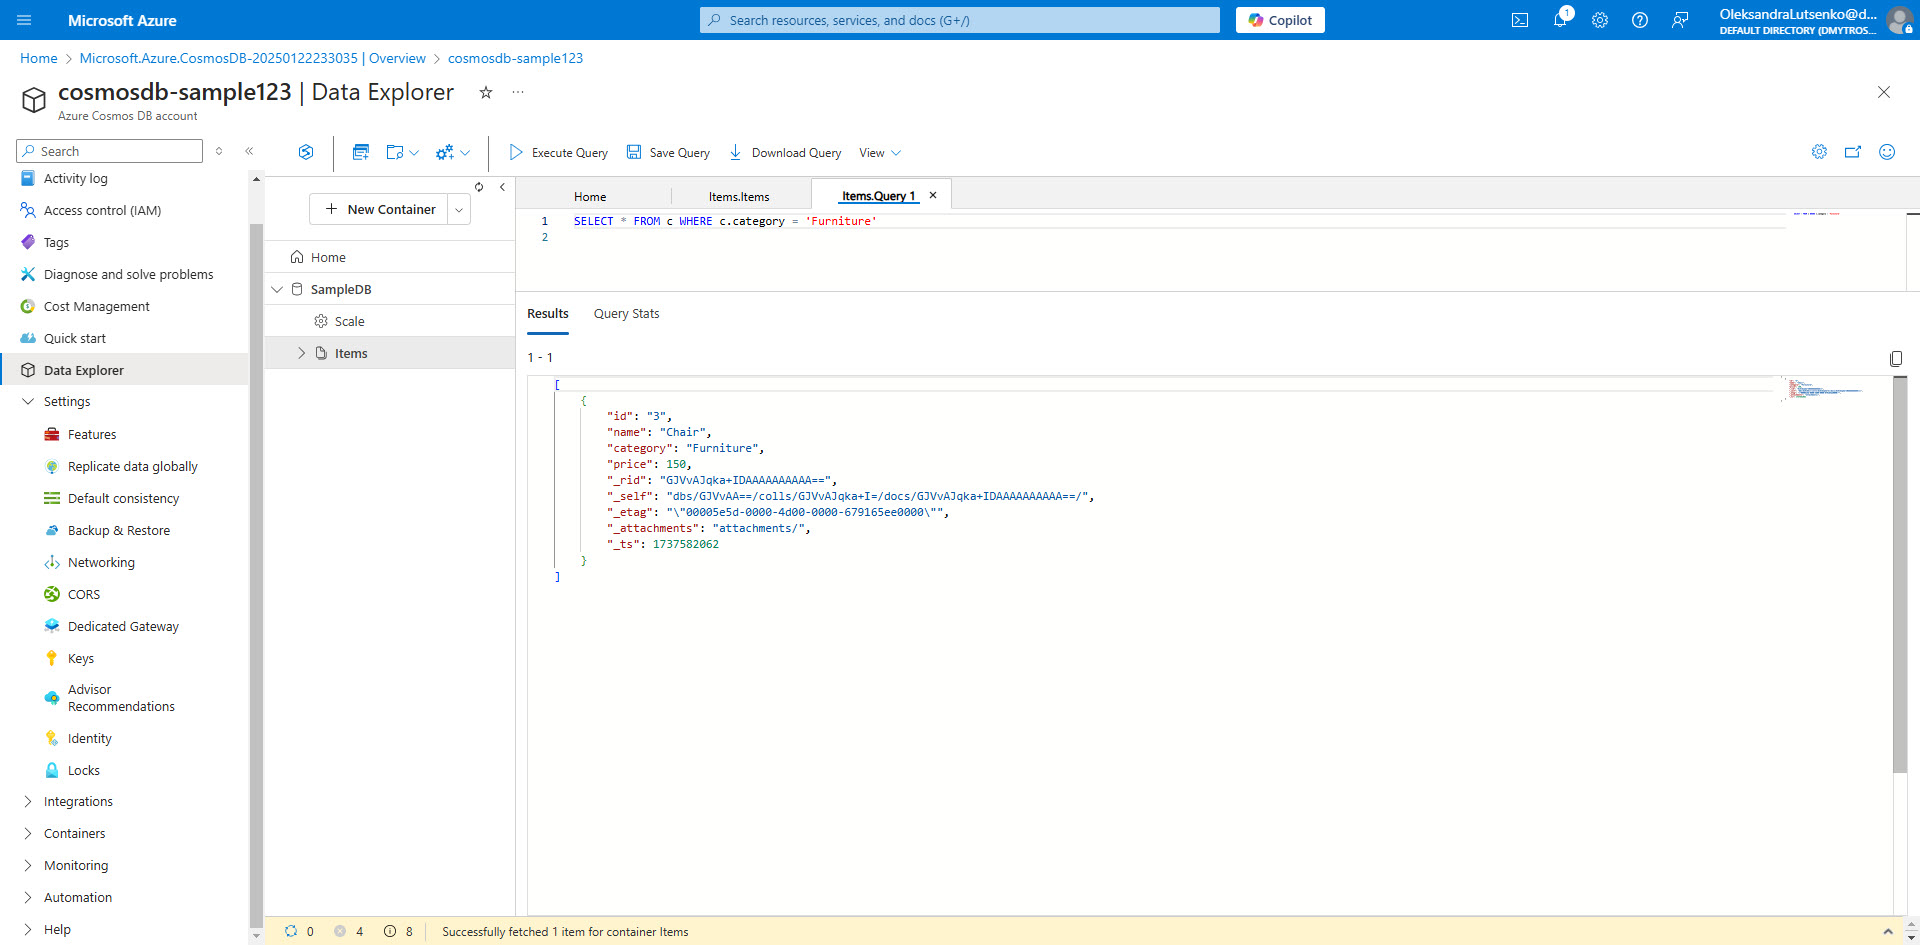 Microsoft Azure
Search resources, services, and docs (G+/)
Copilot
1
OleksandraLutsenko@d...
DEFAULT DIRECTORY (DMYTROS...
Home > Microsoft.Azure.CosmosDB-20250122233035 | Overview > cosmosdb-sample123
cosmosdb-sample123 | Data Explorer
Azure Cosmos DB account
Search
Activity log
Access control (IAM)
Tags
Diagnose and solve problems
Cost Management
Quick start
Data Explorer
Settings
Features
Replicate data globally
Default consistency
Backup & Restore
Networking
CORS
Dedicated Gateway
Keys
Advisor
Recommendations
Identity
Locks
Integrations
Containers
Monitoring
Automation
Help
Execute Query
Save Query
Download Query
View
New Container
Home
SampleDB
Scale
Items
Home
Items.Items
Items.Query 1
1 SELECT * FROM c WHERE c.category = 'Furniture'
2
Results
Query Stats
1 - 1
[
{
"id": "3",
"name": "Chair",
"category": "Furniture",
"price": 150,
"_rid": "GJVvAJqka+IDAAAAAAAAAA==",
"_self": "dbs/GJVvAA==/colls/GJVvAJqka+I=/docs/GJVvAJqka+IDAAAAAAAAAA==/",
"_etag": "\"00005e5d-0000-4d00-0000-679165ee0000\"",
"_attachments": "attachments/",
"_ts": 1737582062
}
]
0
4
8
Successfully fetched 1 item for container Items